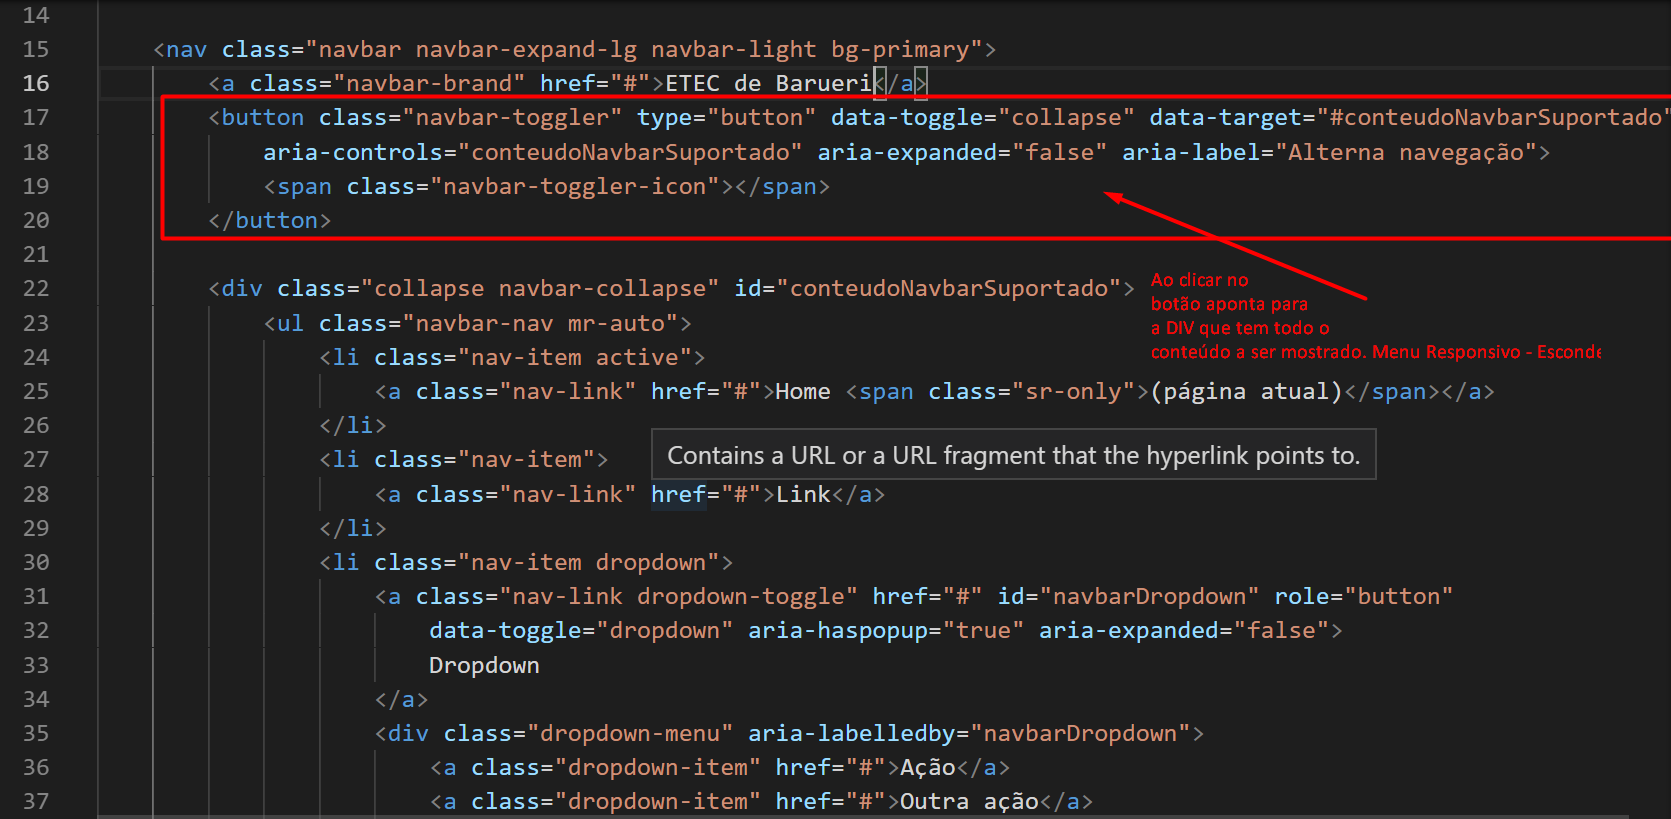 14
15 <nav class="navbar navbar-expand-lg navbar-light bg-primary">
16 <a class="navbar-brand" href="#">ETEC de Barueri</a>
17 <button class="navbar-toggler" type="button" data-toggle="collapse" data-target="#conteudoNavbarSuportado"
18 aria-controls="conteudoNavbarSuportado" aria-expanded="false" aria-label="Alterna navegação">
19 <span class="navbar-toggler-icon"></span>
20 </button>
21
Ao clicar no
botão aponta para
a DIV que tem todo o
conteúdo a ser mostrado. Menu Responsivo - Esconde
22 <div class="collapse navbar-collapse" id="conteudoNavbarSuportado">
23 <ul class="navbar-nav mr-auto">
24 <li class="nav-item active">
25 <a class="nav-link" href="#">Home <span class="sr-only">(página atual)</span></a>
26 </li>
27 <li class="nav-item">
Contains a URL or a URL fragment that the hyperlink points to.
28 <a class="nav-link" href="#">Link</a>
29 </li>
30 <li class="nav-item dropdown">
31 <a class="nav-link dropdown-toggle" href="#" id="navbarDropdown" role="button"
32 data-toggle="dropdown" aria-haspopup="true" aria-expanded="false">
33 Dropdown
34 </a>
35 <div class="dropdown-menu" aria-labelledby="navbarDropdown">
36 <a class="dropdown-item" href="#">Ação</a>
37 <a class="dropdown-item" href="#">Outra ação</a>